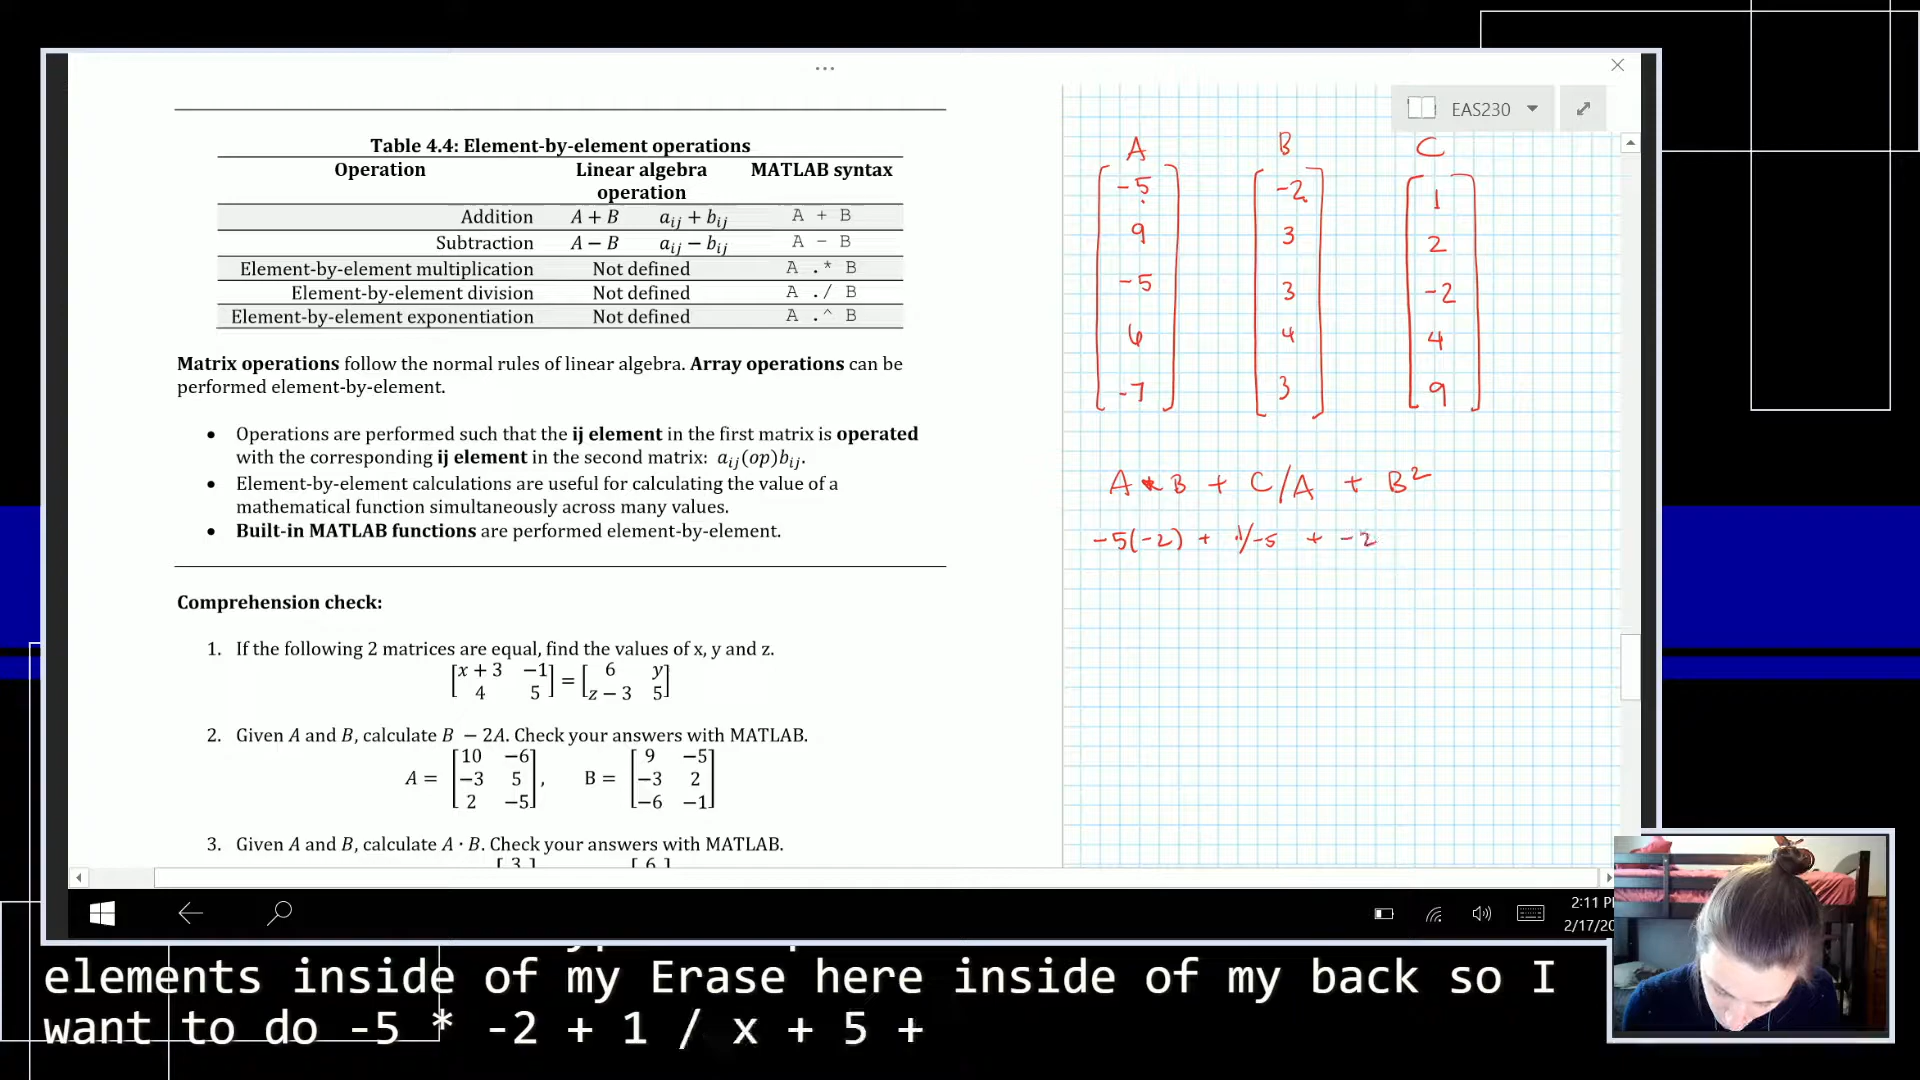 ...
EAS230
Table 4.4: Element-by-element operations
Operation Linear algebra operation MATLAB syntax
Addition A + B a_ij + b_ij A + B
Subtraction A − B a_ij − b_ij A - B
Element-by-element multiplication Not defined A .* B
Element-by-element division Not defined A ./ B
Element-by-element exponentiation Not defined A .^ B
Matrix operations follow the normal rules of linear algebra. Array operations can be
performed element-by-element.
• Operations are performed such that the ij element in the first matrix is operated
with the corresponding ij element in the second matrix: a_ij(op)b_ij.
• Element-by-element calculations are useful for calculating the value of a
mathematical function simultaneously across many values.
• Built-in MATLAB functions are performed element-by-element.
Comprehension check:
1. If the following 2 matrices are equal, find the values of x, y and z.
[x + 3 −1] = [6 y]
[4 5] [z − 3 5]
2. Given A and B, calculate B − 2A. Check your answers with MATLAB.
[10 −6] [9 −5]
A = [−3 5], B = [−3 2]
[2 −5] [−6 −1]
3. Given A and B, calculate A · B. Check your answers with MATLAB.
[3] [6]
A B C
-5 -2 1
9 3 2
-5 3 -2
6 4 4
-7 3 9
A * B + C/A + B²
-5(-2) + 1/-5 + -2
2:11 P
2/17/20
elements inside of my Erase here inside of my back so I
want to do -5 * -2 + 1 / x + 5 +